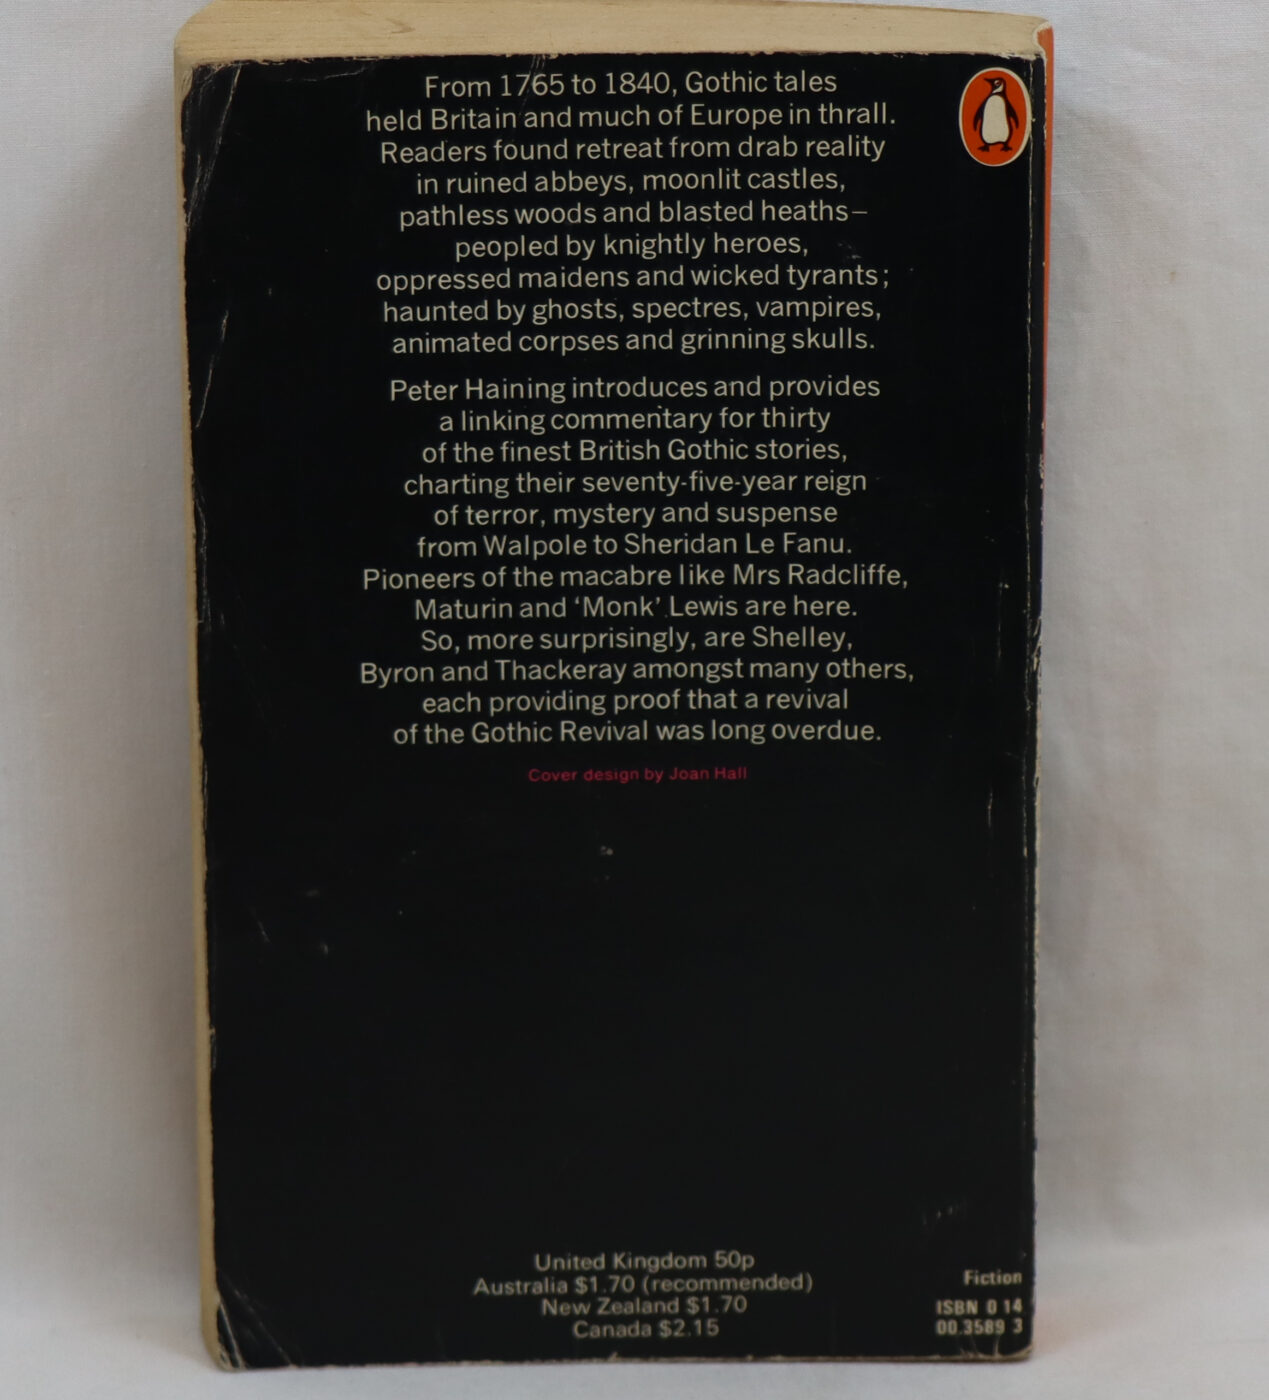 From 1765 to 1840, Gothic tales
held Britain and much of Europe in thrall.
Readers found retreat from drab reality
in ruined abbeys, moonlit castles,
pathless woods and blasted heaths–
peopled by knightly heroes,
oppressed maidens and wicked tyrants;
haunted by ghosts, spectres, vampires,
animated corpses and grinning skulls.
Peter Haining introduces and provides
a linking commentary for thirty
of the finest British Gothic stories,
charting their seventy-five-year reign
of terror, mystery and suspense
from Walpole to Sheridan Le Fanu.
Pioneers of the macabre like Mrs Radcliffe,
Maturin and ‘Monk’ Lewis are here.
So, more surprisingly, are Shelley,
Byron and Thackeray amongst many others,
each providing proof that a revival
of the Gothic Revival was long overdue.
Cover design by Joan Hall
United Kingdom 50p
Australia $1.70 (recommended)
New Zealand $1.70
Canada $2.15
Fiction
ISBN 0 14
00.3589 3